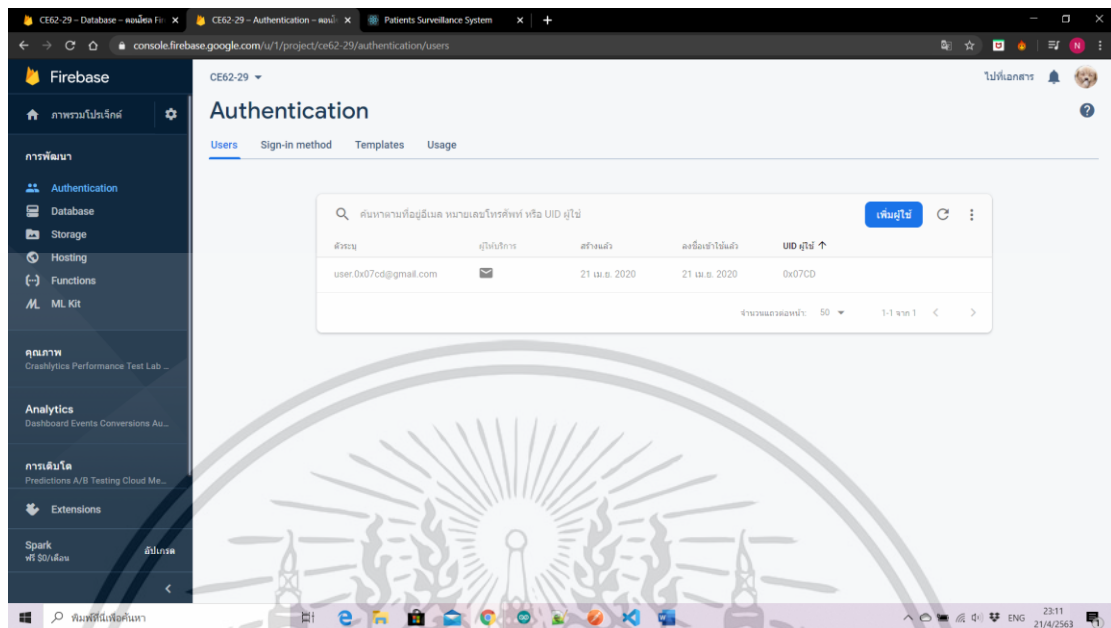 CE62-29 – Database – คอนโซล Fir
CE62-29 – Authentication – คอนโ
Patients Surveillance System
console.firebase.google.com/u/1/project/ce62-29/authentication/users
N
Firebase
CE62-29
ไปที่เอกสาร
ภาพรวมโปรเจ็กต์
Authentication
Users Sign-in method Templates Usage
การพัฒนา
Authentication
Database
Storage
Hosting
Functions
ML Kit
คุณภาพ
Crashlytics Performance Test Lab ...
Analytics
Dashboard Events Conversions Au...
การเติบโต
Predictions A/B Testing Cloud Me...
Extensions
Spark
ฟรี $0/เดือน
อัปเกรด
ค้นหาตามที่อยู่อีเมล หมายเลขโทรศัพท์ หรือ UID ผู้ใช้
เพิ่มผู้ใช้
ตัวระบุ ผู้ให้บริการ สร้างแล้ว ลงชื่อเข้าใช้แล้ว UID ผู้ใช้
user.0x07cd@gmail.com 21 เม.ย. 2020 21 เม.ย. 2020 0x07CD
จำนวนแถวต่อหน้า: 50 1-1 จาก 1
พิมพ์ที่นี่เพื่อค้นหา
ENG
23:11
21/4/2563